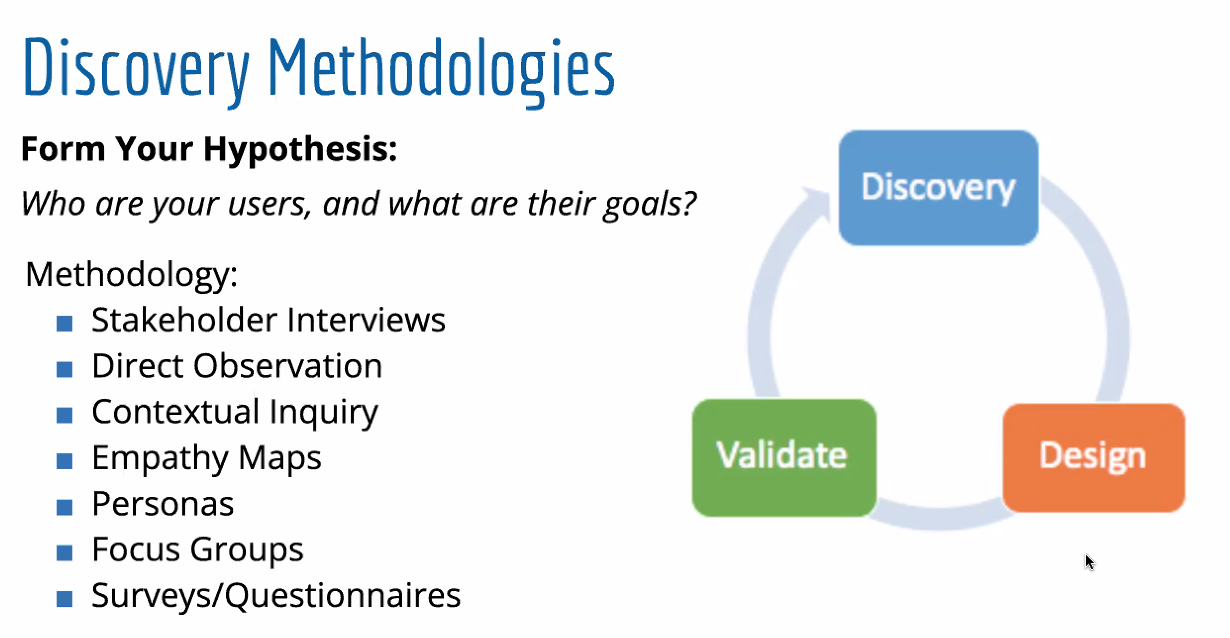 Discovery Methodologies
Form Your Hypothesis:
Who are your users, and what are their goals?
Methodology:
■ Stakeholder Interviews
■ Direct Observation
■ Contextual Inquiry
■ Empathy Maps
■ Personas
■ Focus Groups
■ Surveys/Questionnaires
Discovery
Validate
Design